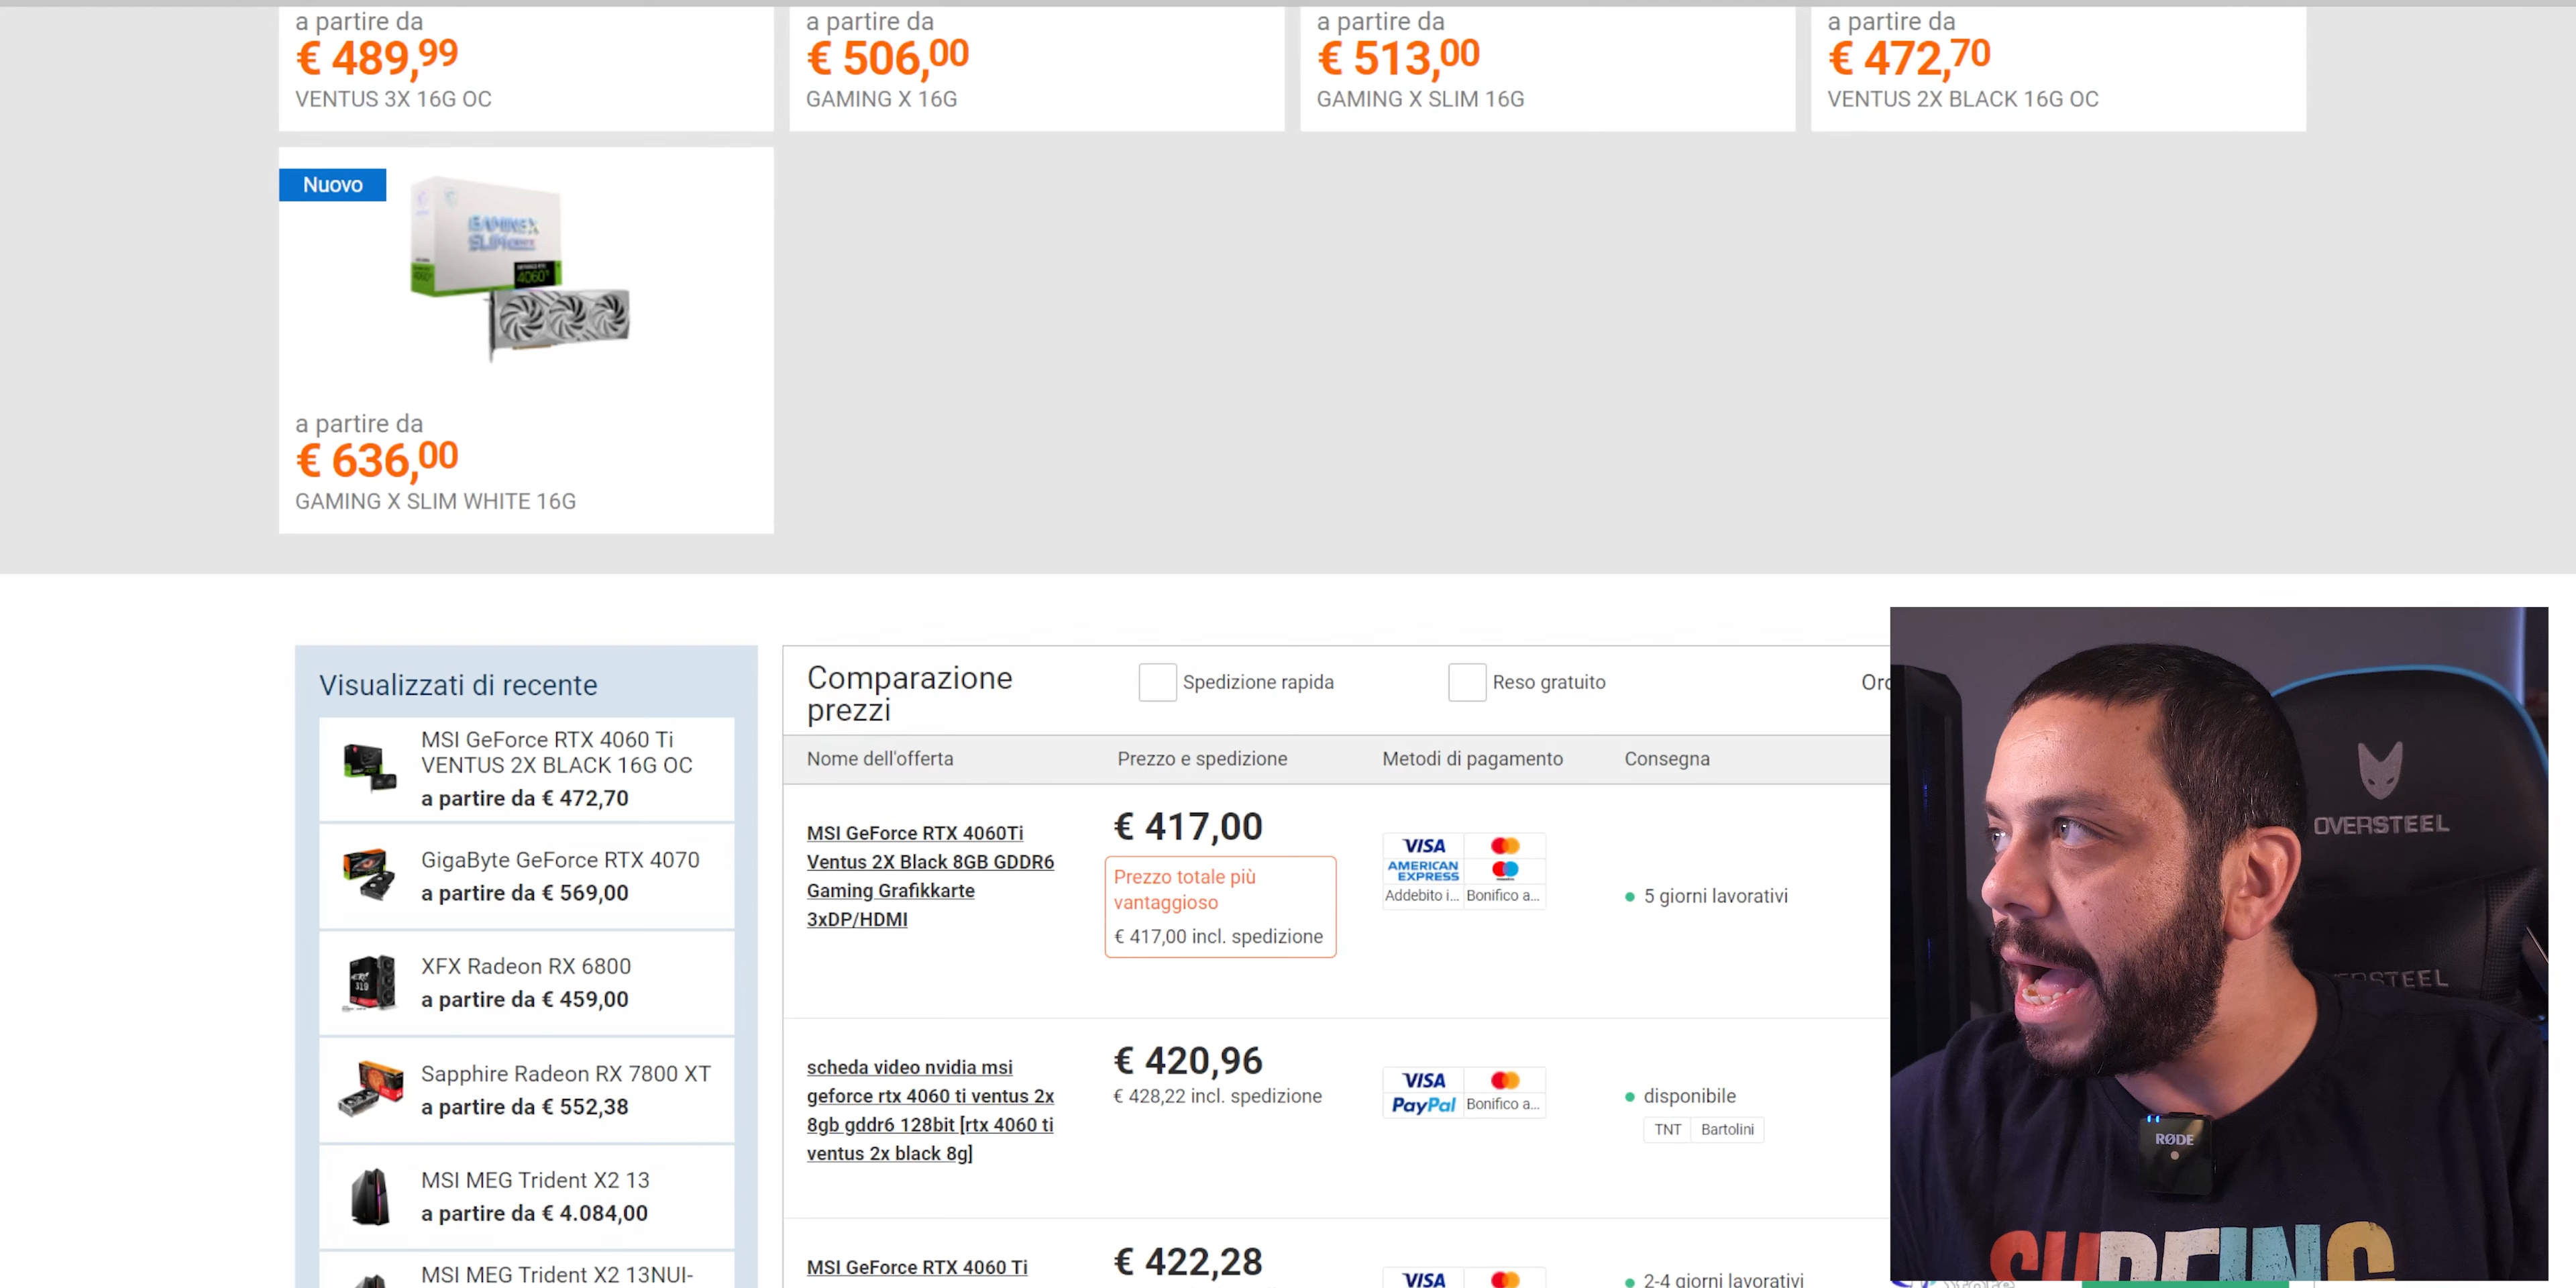 a partire da
€ 489,99
VENTUS 3X 16G OC
a partire da
€ 506,00
GAMING X 16G
a partire da
€ 513,00
GAMING X SLIM 16G
a partire da
€ 472,70
VENTUS 2X BLACK 16G OC
Nuovo
GAMING X
SLIM
4060 Ti
a partire da
€ 636,00
GAMING X SLIM WHITE 16G
Visualizzati di recente
MSI GeForce RTX 4060 Ti
VENTUS 2X BLACK 16G OC
a partire da € 472,70
GigaByte GeForce RTX 4070
a partire da € 569,00
XFX Radeon RX 6800
a partire da € 459,00
Sapphire Radeon RX 7800 XT
a partire da € 552,38
MSI MEG Trident X2 13
a partire da € 4.084,00
MSI MEG Trident X2 13NUI-
Comparazione
prezzi
Spedizione rapida
Reso gratuito
Ord
Nome dell'offerta
Prezzo e spedizione
Metodi di pagamento
Consegna
MSI GeForce RTX 4060Ti
Ventus 2X Black 8GB GDDR6
Gaming Grafikkarte
3xDP/HDMI
€ 417,00
Prezzo totale più
vantaggioso
€ 417,00 incl. spedizione
VISA
AMERICAN
EXPRESS
Addebito i... Bonifico a...
5 giorni lavorativi
scheda video nvidia msi
geforce rtx 4060 ti ventus 2x
8gb gddr6 128bit [rtx 4060 ti
ventus 2x black 8g]
€ 420,96
€ 428,22 incl. spedizione
VISA
PayPal Bonifico a...
disponibile
TNT Bartolini
MSI GeForce RTX 4060 Ti
€ 422,28
VISA
2-4 giorni lavorativi
OVERSTEEL
RØDE
SURFING